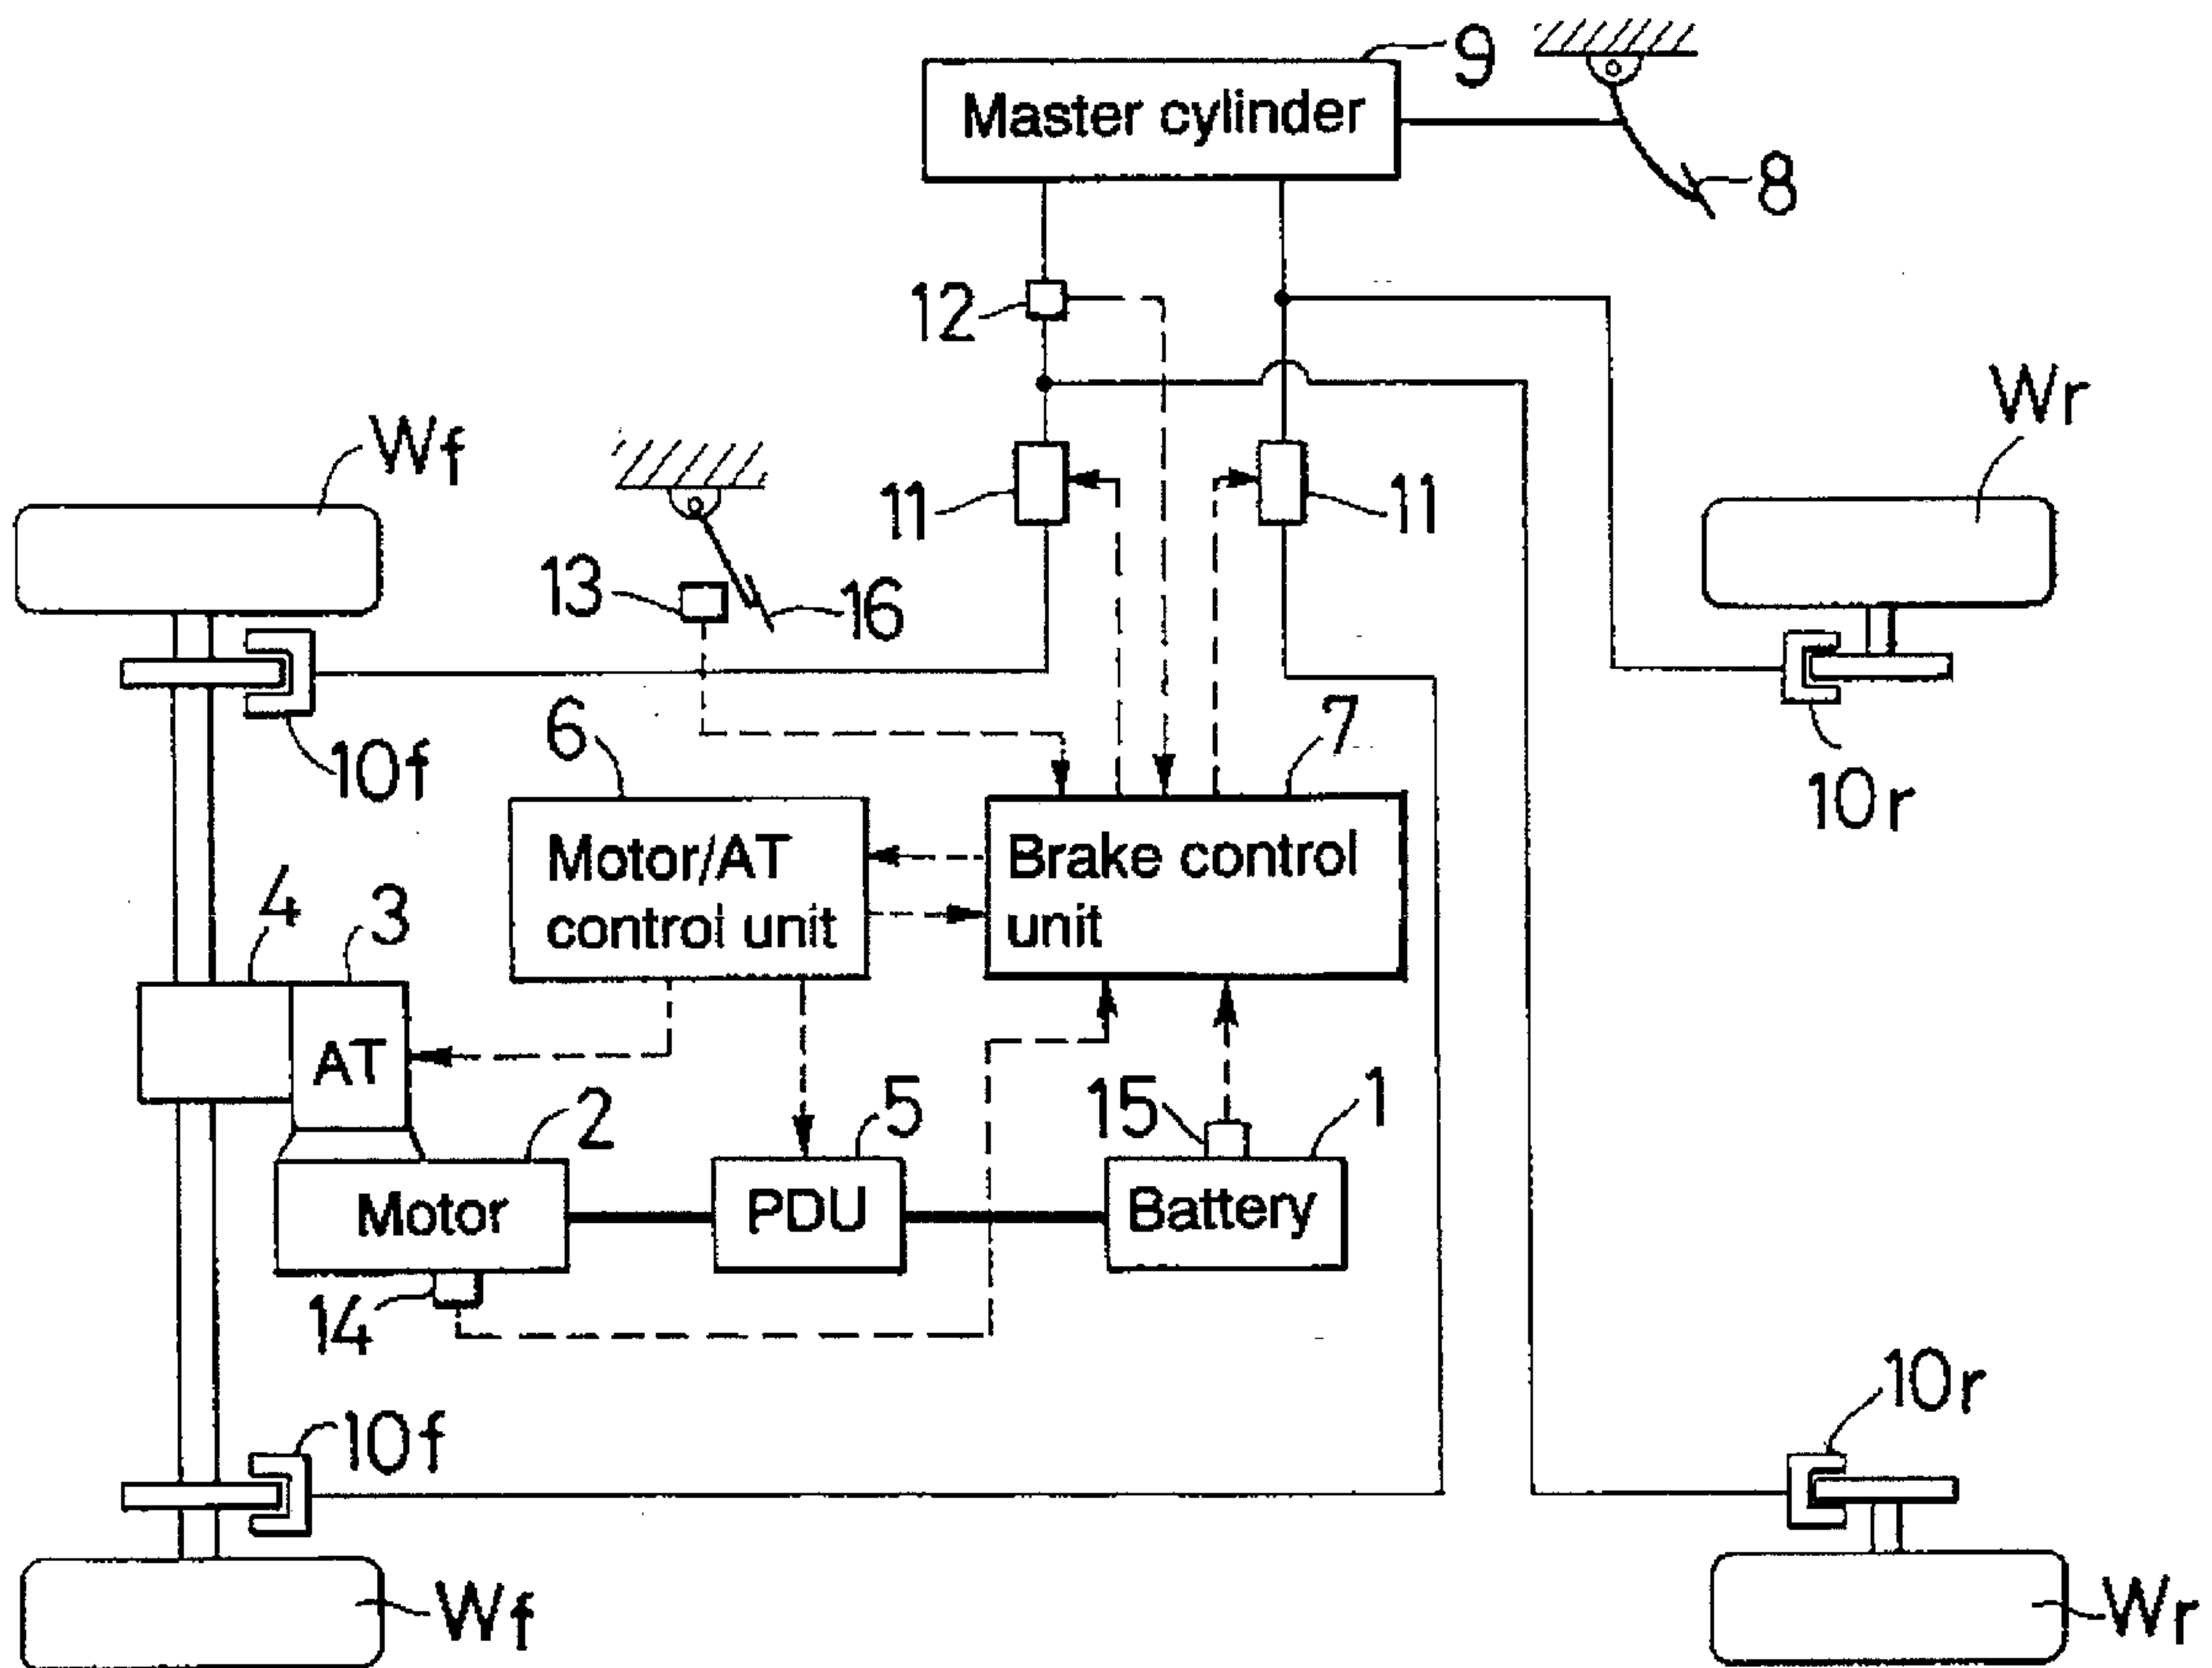 9
Master cylinder
8
12
Wr
Wf
11
11
13
16
6
7
10f
10r
Motor/AT
control unit
Brake control
unit
4
3
AT
2
5
15
1
Motor
PDU
Battery
14
10r
10f
Wf
Wr